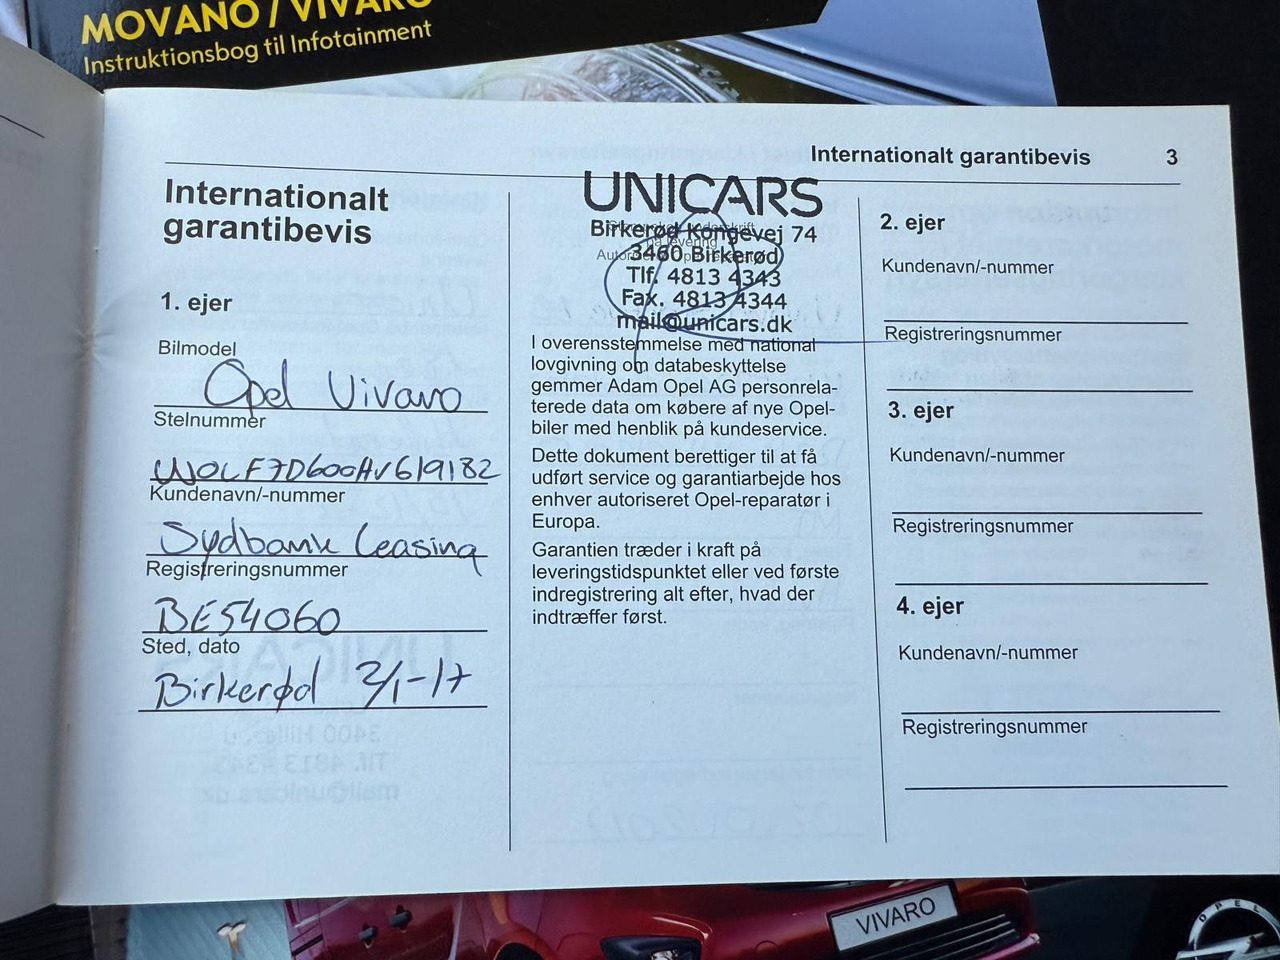 MOVANO / VIVARO
Instruktionsbog til Infotainment
Internationalt garantibevis 3
Internationalt
garantibevis
1. ejer
Bilmodel
Opel Vivaro
Stelnummer
W0LF7D600HV619182
Kundenavn/-nummer
Sydbank Leasing
Registreringsnummer
BE54060
Sted, dato
Birkerød 2/1-17
UNICARS
Birkerød Kongevej 74
3460 Birkerød
Tlf. 4813 4343
Fax. 4813 4344
mail@unicars.dk
I overensstemmelse med national
lovgivning om databeskyttelse
gemmer Adam Opel AG personrela-
terede data om købere af nye Opel-
biler med henblik på kundeservice.
Dette dokument berettiger til at få
udført service og garantiarbejde hos
enhver autoriseret Opel-reparatør i
Europa.
Garantien træder i kraft på
leveringstidspunktet eller ved første
indregistrering alt efter, hvad der
indtræffer først.
2. ejer
Kundenavn/-nummer
Registreringsnummer
3. ejer
Kundenavn/-nummer
Registreringsnummer
4. ejer
Kundenavn/-nummer
Registreringsnummer
VIVARO
OPEL